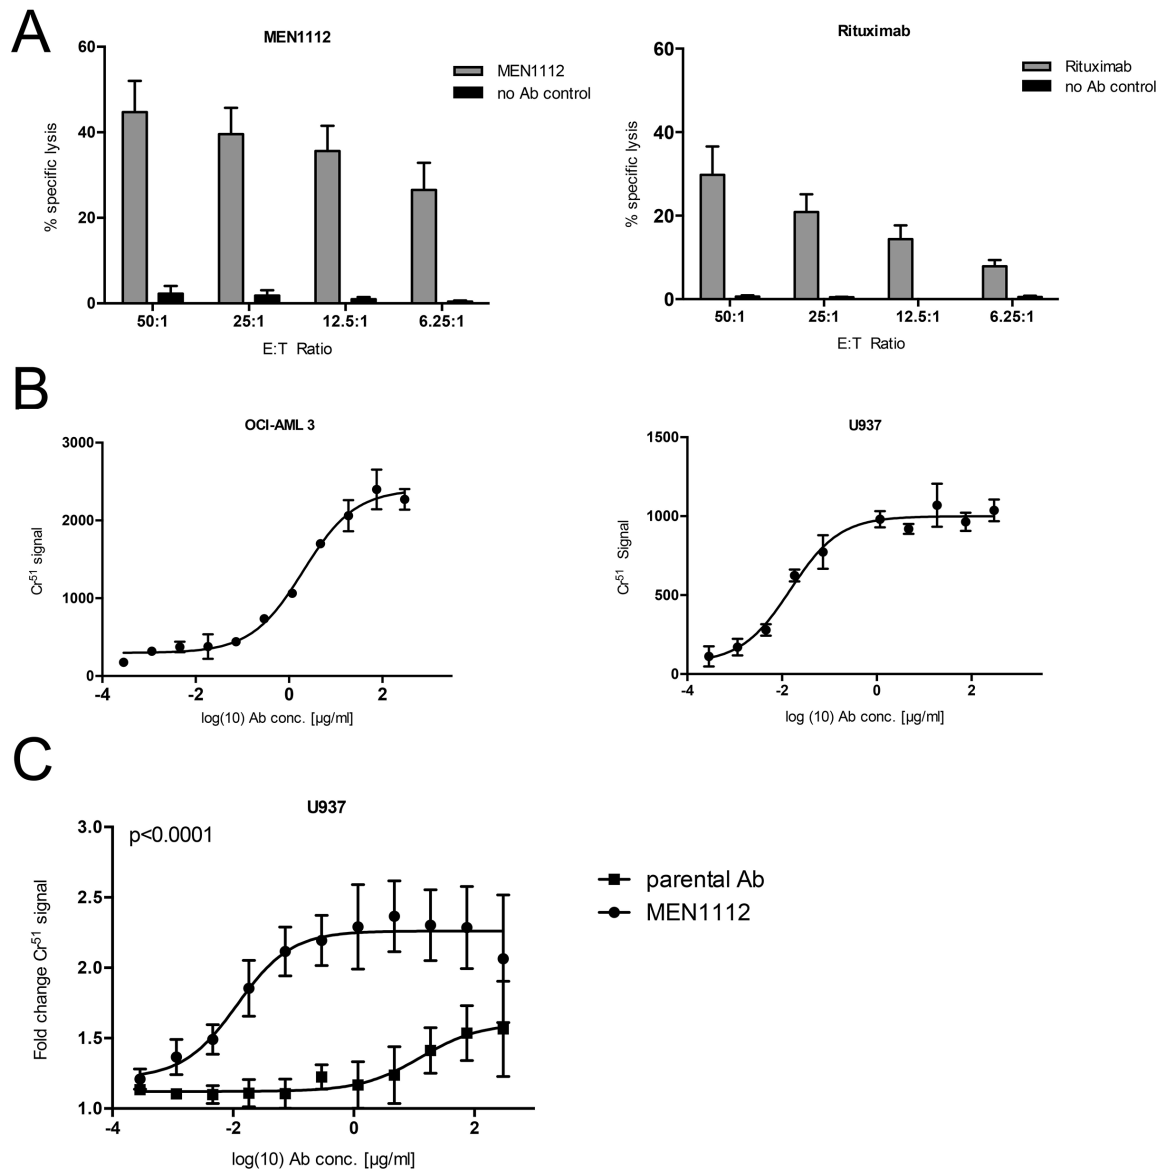 A
MEN1112
60
40
20
0
% specific lysis
MEN1112
no Ab control
50:1
25:1
12.5:1
6.25:1
E:T Ratio
Rituximab
60
40
20
0
% specific lysis
Rituximab
no Ab control
50:1
25:1
12.5:1
6.25:1
E:T Ratio
B
OCI-AML 3
3000
2000
1000
0
Cr51 signal
-4
-2
0
2
log(10) Ab conc. [µg/ml]
U937
1500
1000
500
0
Cr51 Signal
-4
-2
0
2
log (10) Ab conc. [µg/ml]
C
U937
p<0.0001
3.0
2.5
2.0
1.5
1.0
Fold change Cr51 signal
-4
-2
0
2
log(10) Ab conc. [µg/ml]
parental Ab
MEN1112